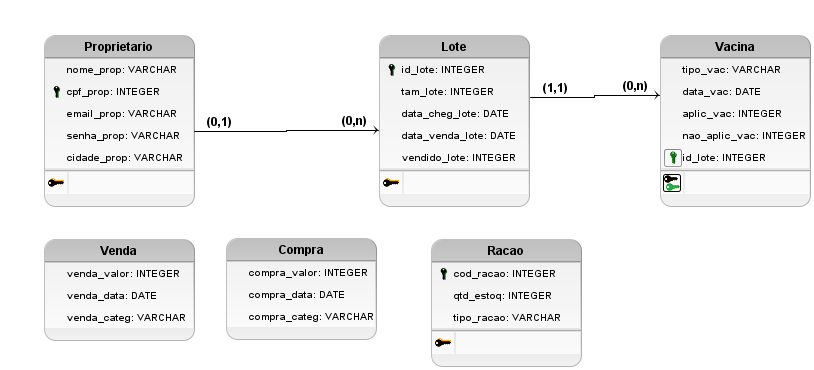 Proprietario
nome_prop: VARCHAR
cpf_prop: INTEGER
email_prop: VARCHAR
senha_prop: VARCHAR
cidade_prop: VARCHAR
(0,1)
(0,n)
Lote
id_lote: INTEGER
tam_lote: INTEGER
data_cheg_lote: DATE
data_venda_lote: DATE
vendido_lote: INTEGER
(1,1)
(0,n)
Vacina
tipo_vac: VARCHAR
data_vac: DATE
aplic_vac: INTEGER
nao_aplic_vac: INTEGER
id_lote: INTEGER
Venda
venda_valor: INTEGER
venda_data: DATE
venda_categ: VARCHAR
Compra
compra_valor: INTEGER
compra_data: DATE
compra_categ: VARCHAR
Racao
cod_racao: INTEGER
qtd_estoq: INTEGER
tipo_racao: VARCHAR